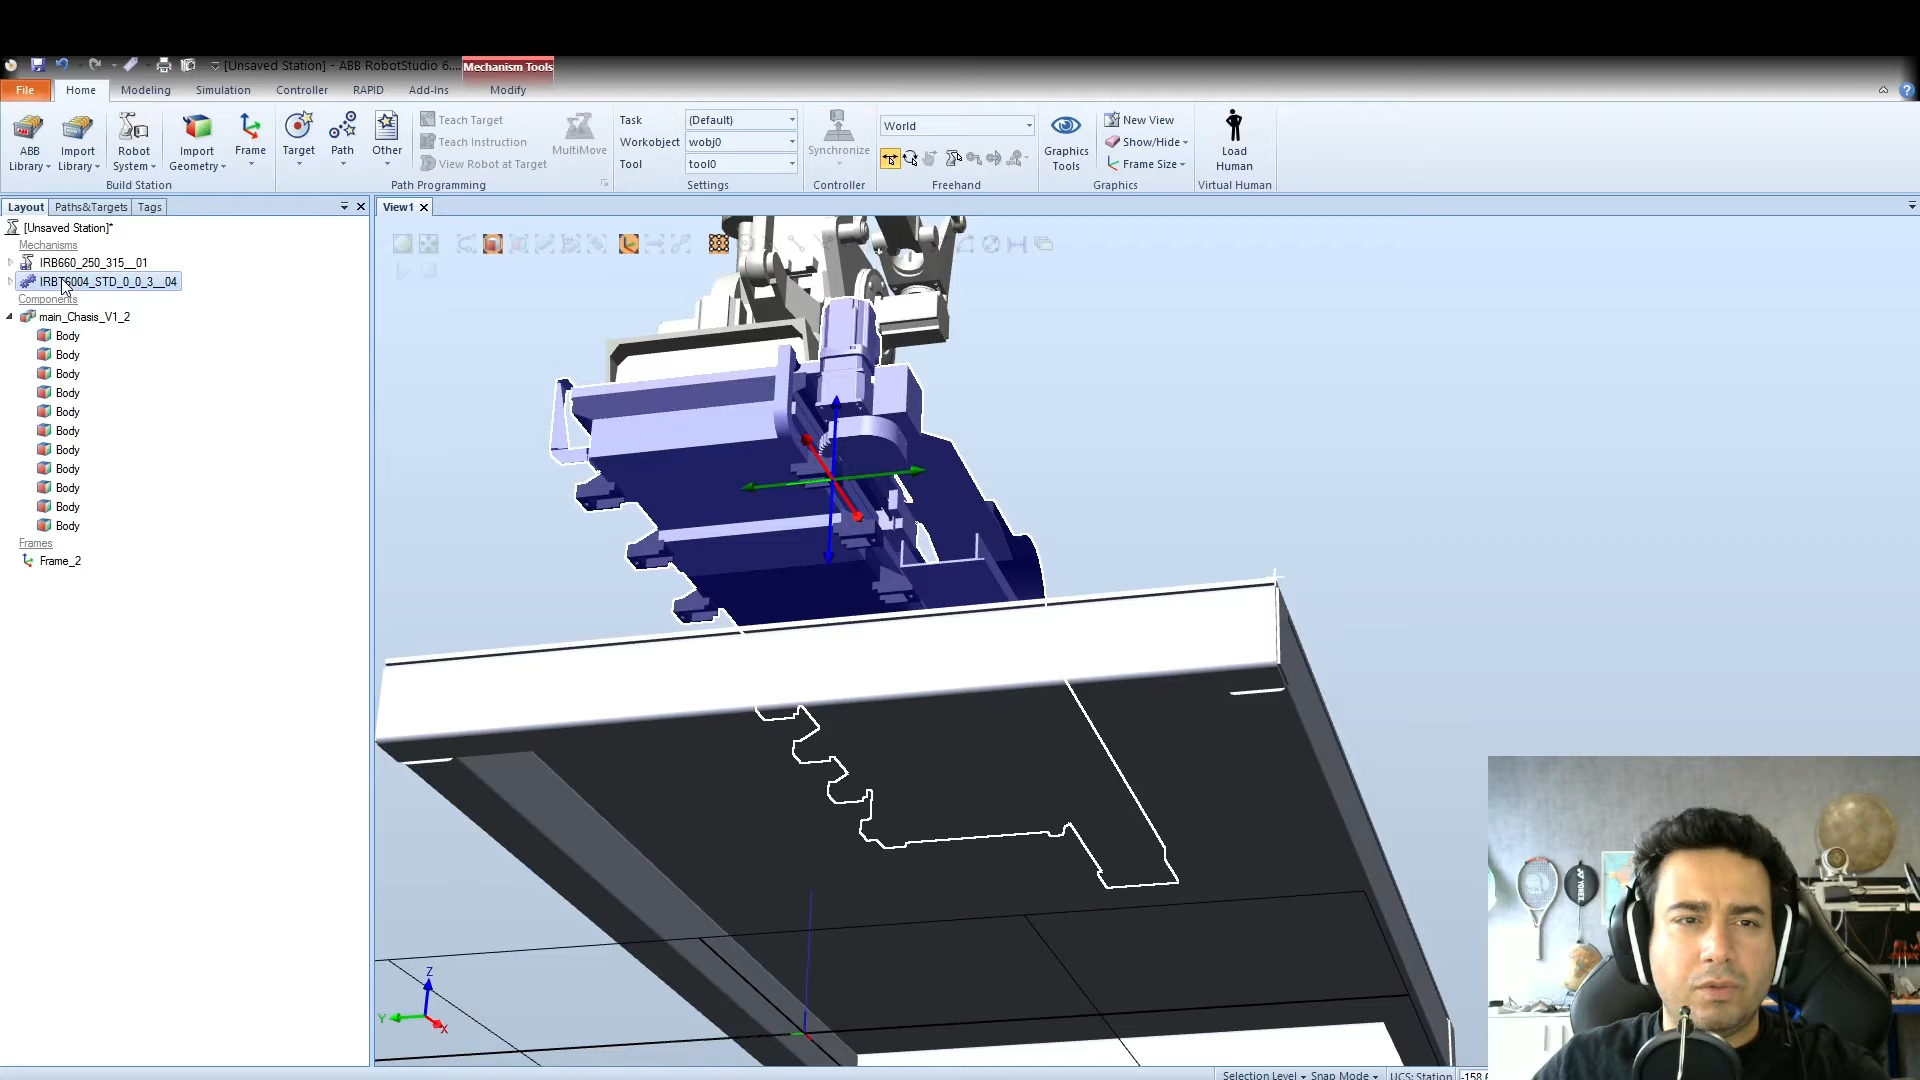 [Unsaved Station] - ABB RobotStudio 6....
Mechanism Tools
File
Home
Modeling
Simulation
Controller
RAPID
Add-Ins
Modify
ABB
Library
Import
Library
Robot
System
Import
Geometry
Frame
Build Station
Target
Path
Other
Teach Target
Teach Instruction
View Robot at Target
MultiMove
Path Programming
Task
(Default)
Workobject
wobj0
Tool
tool0
Settings
Synchronize
Controller
World
Freehand
Graphics
Tools
New View
Show/Hide
Frame Size
Graphics
Load
Human
Virtual Human
Layout
Paths&Targets
Tags
View1
[Unsaved Station]*
Mechanisms
IRB660_250_315__01
IRBT6004_STD_0_0_3__04
Components
main_Chasis_V1_2
Body
Body
Body
Body
Body
Body
Body
Body
Body
Body
Body
Frames
Frame_2
Z
Y
X
YONEX
Selection Level
Snap Mode
UCS: Station